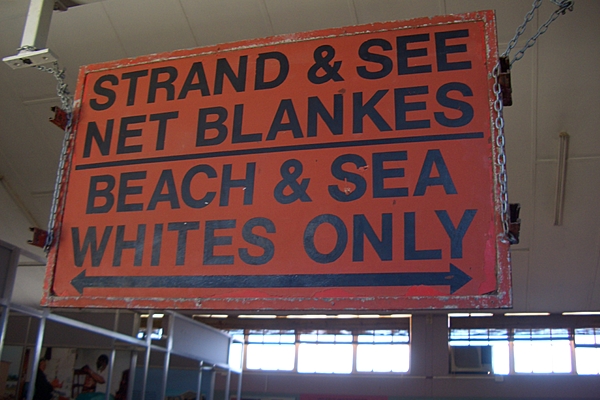 STRAND & SEE
NET BLANKES
BEACH & SEA
WHITES ONLY